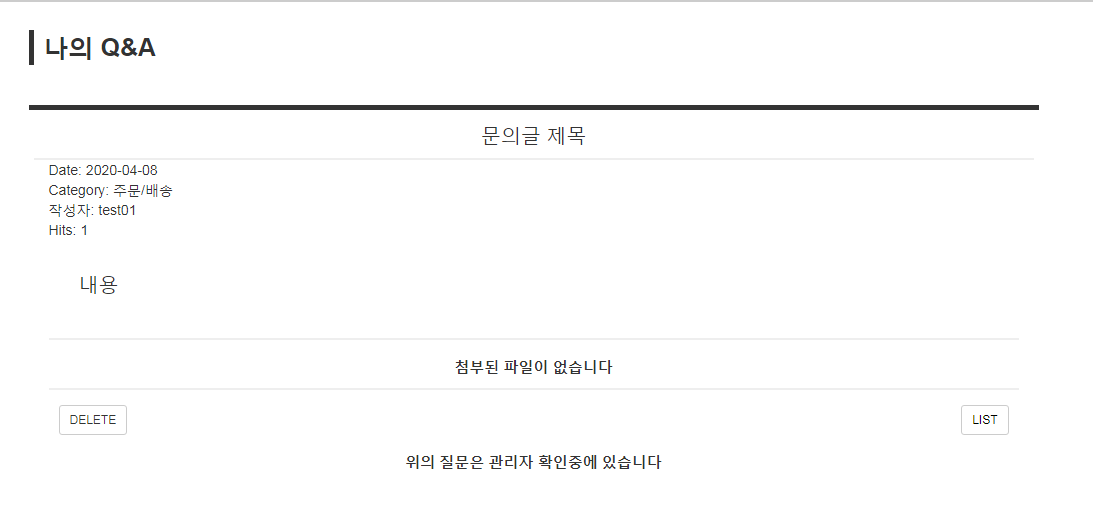 나의 Q&A
문의글 제목
Date: 2020-04-08
Category: 주문/배송
작성자: test01
Hits: 1
내용
첨부된 파일이 없습니다
DELETE LIST
위의 질문은 관리자 확인중에 있습니다